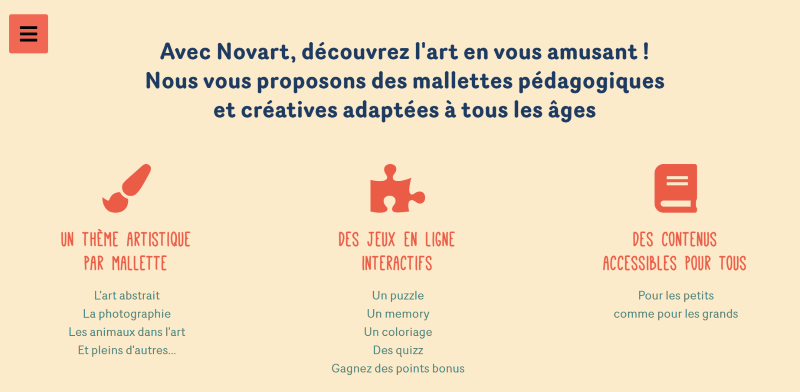 Avec Novart, découvrez l'art en vous amusant !
Nous vous proposons des mallettes pédagogiques
et créatives adaptées à tous les âges
UN THÈME ARTISTIQUE
PAR MALLETTE
L'art abstrait
La photographie
Les animaux dans l'art
Et pleins d'autres...
DES JEUX EN LIGNE
INTERACTIFS
Un puzzle
Un memory
Un coloriage
Des quizz
Gagnez des points bonus
DES CONTENUS
ACCESSIBLES POUR TOUS
Pour les petits
comme pour les grands